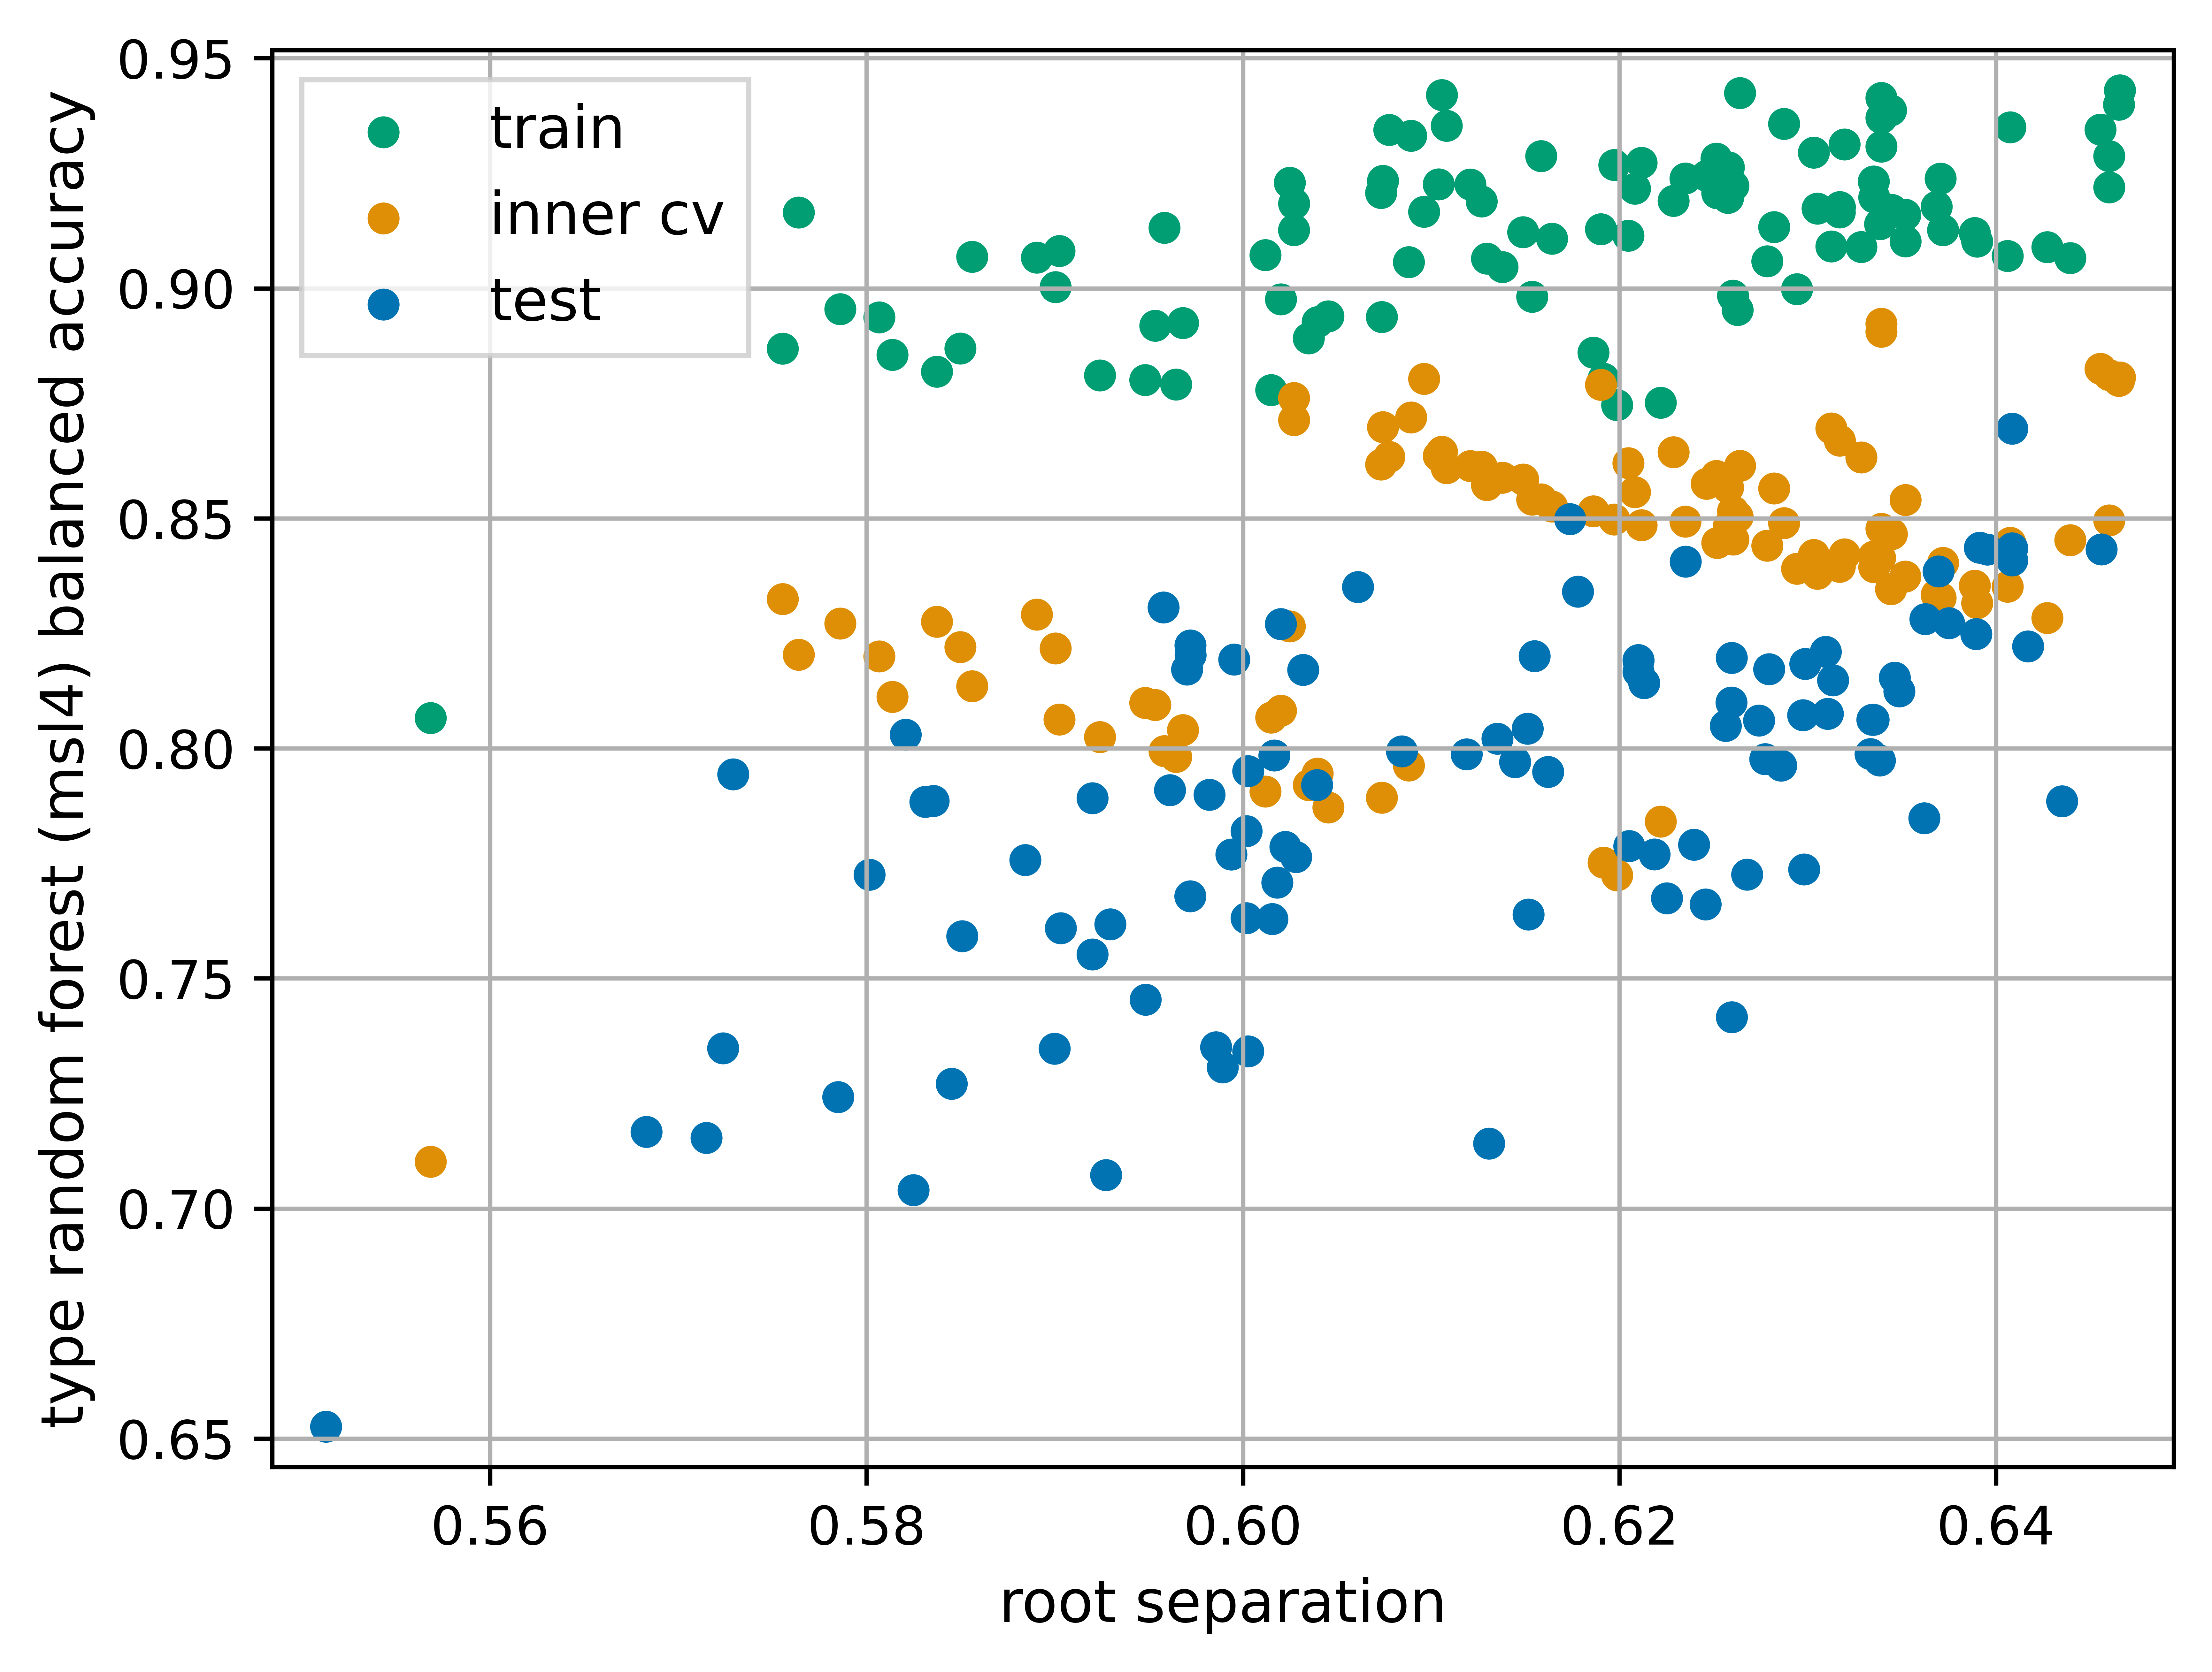 type random forest (msl4) balanced accuracy
0.95
0.90
0.85
0.80
0.75
0.70
0.65
train
inner cv
test
0.56 0.58 0.60 0.62 0.64
root separation